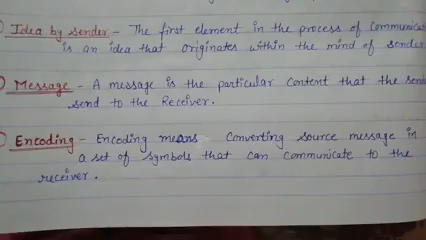 Idea by sender - The first element in the process of Communicat
is an idea that originates within the mind of sender
Message - A message is the particular content that the send
send to the Receiver.
Encoding - Encoding means converting source message in
a set of symbols that can communicate to the
receiver.